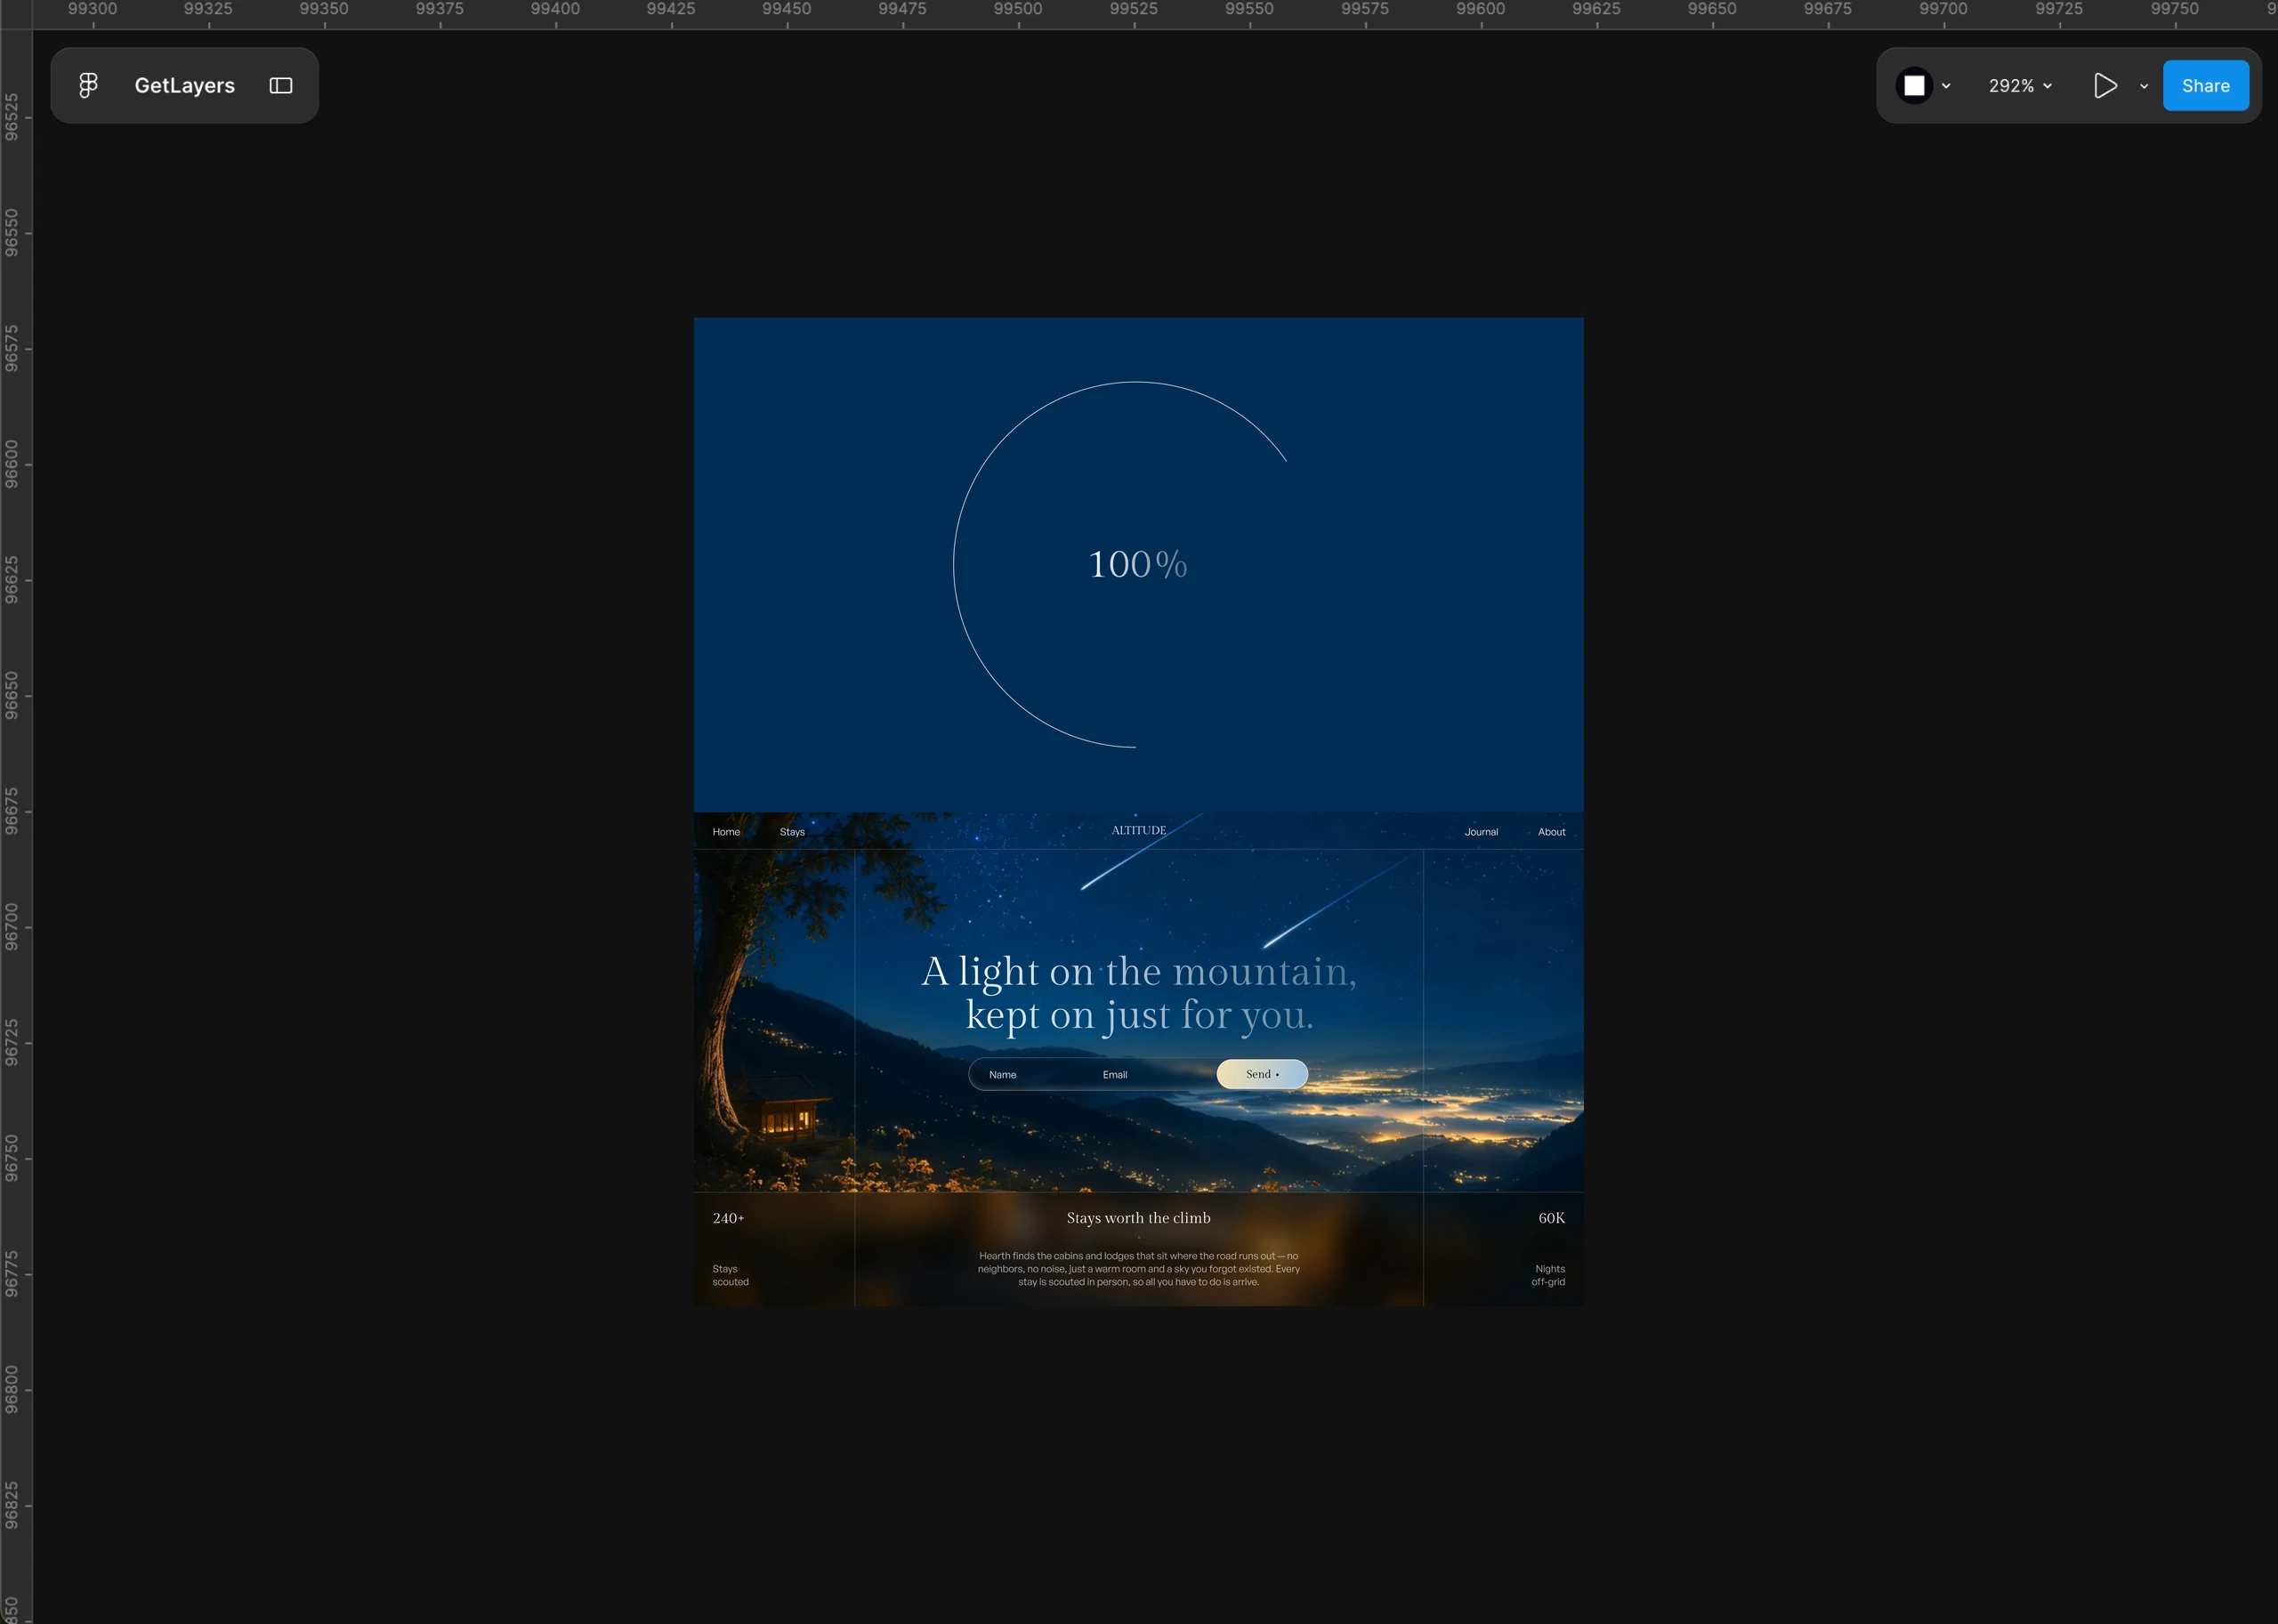 99300 99325 99350 99375 99400 99425 99450 99475 99500 99525 99550 99575 99600 99625 99650 99675 99700 99725 99750
GetLayers
292%
Share
96525
96550
96575
96600
96625
96650
96675
96700
96725
96750
96775
96800
96825
100%
Home Stays ALTITUDE Journal About
A light on the mountain,
kept on just for you.
Name Email Send •
240+ Stays worth the climb 60K
Hearth finds the cabins and lodges that sit where the road runs out — no
neighbors, no noise, just a warm room and a sky you forgot existed. Every
stay is scouted in person, so all you have to do is arrive.
Stays
scouted
Nights
off-grid